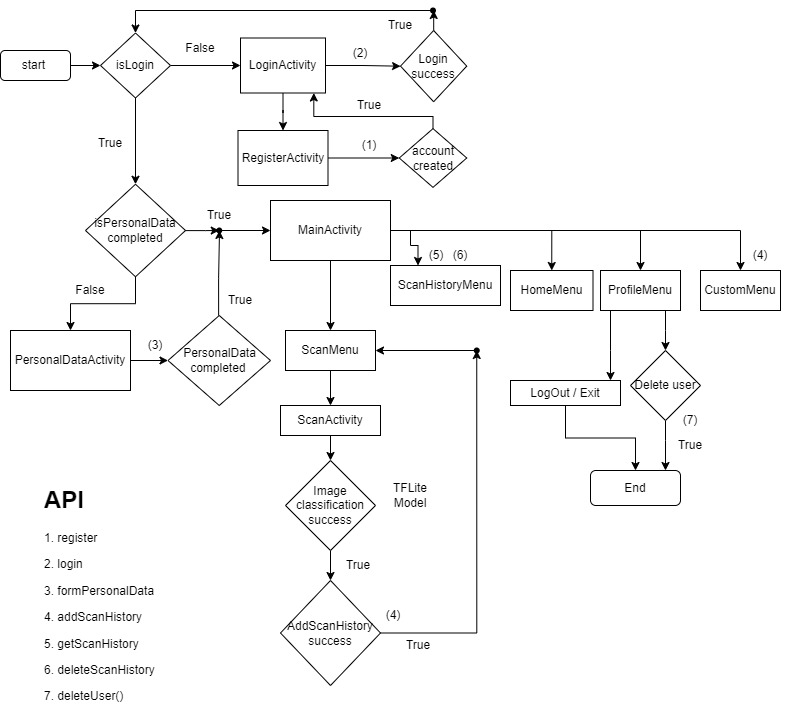 True
start
isLogin
False
LoginActivity
(2)
Login
success
True
True
RegisterActivity
(1)
account
created
isPersonalData
completed
True
MainActivity
False
True
(5) (6)
ScanHistoryMenu
HomeMenu
ProfileMenu
(4)
CustomMenu
PersonalDataActivity
(3)
PersonalData
completed
ScanMenu
LogOut / Exit
Delete user
(7)
True
End
ScanActivity
Image
classification
success
TFLite
Model
True
AddScanHistory
success
(4)
True
API
1. register
2. login
3. formPersonalData
4. addScanHistory
5. getScanHistory
6. deleteScanHistory
7. deleteUser()